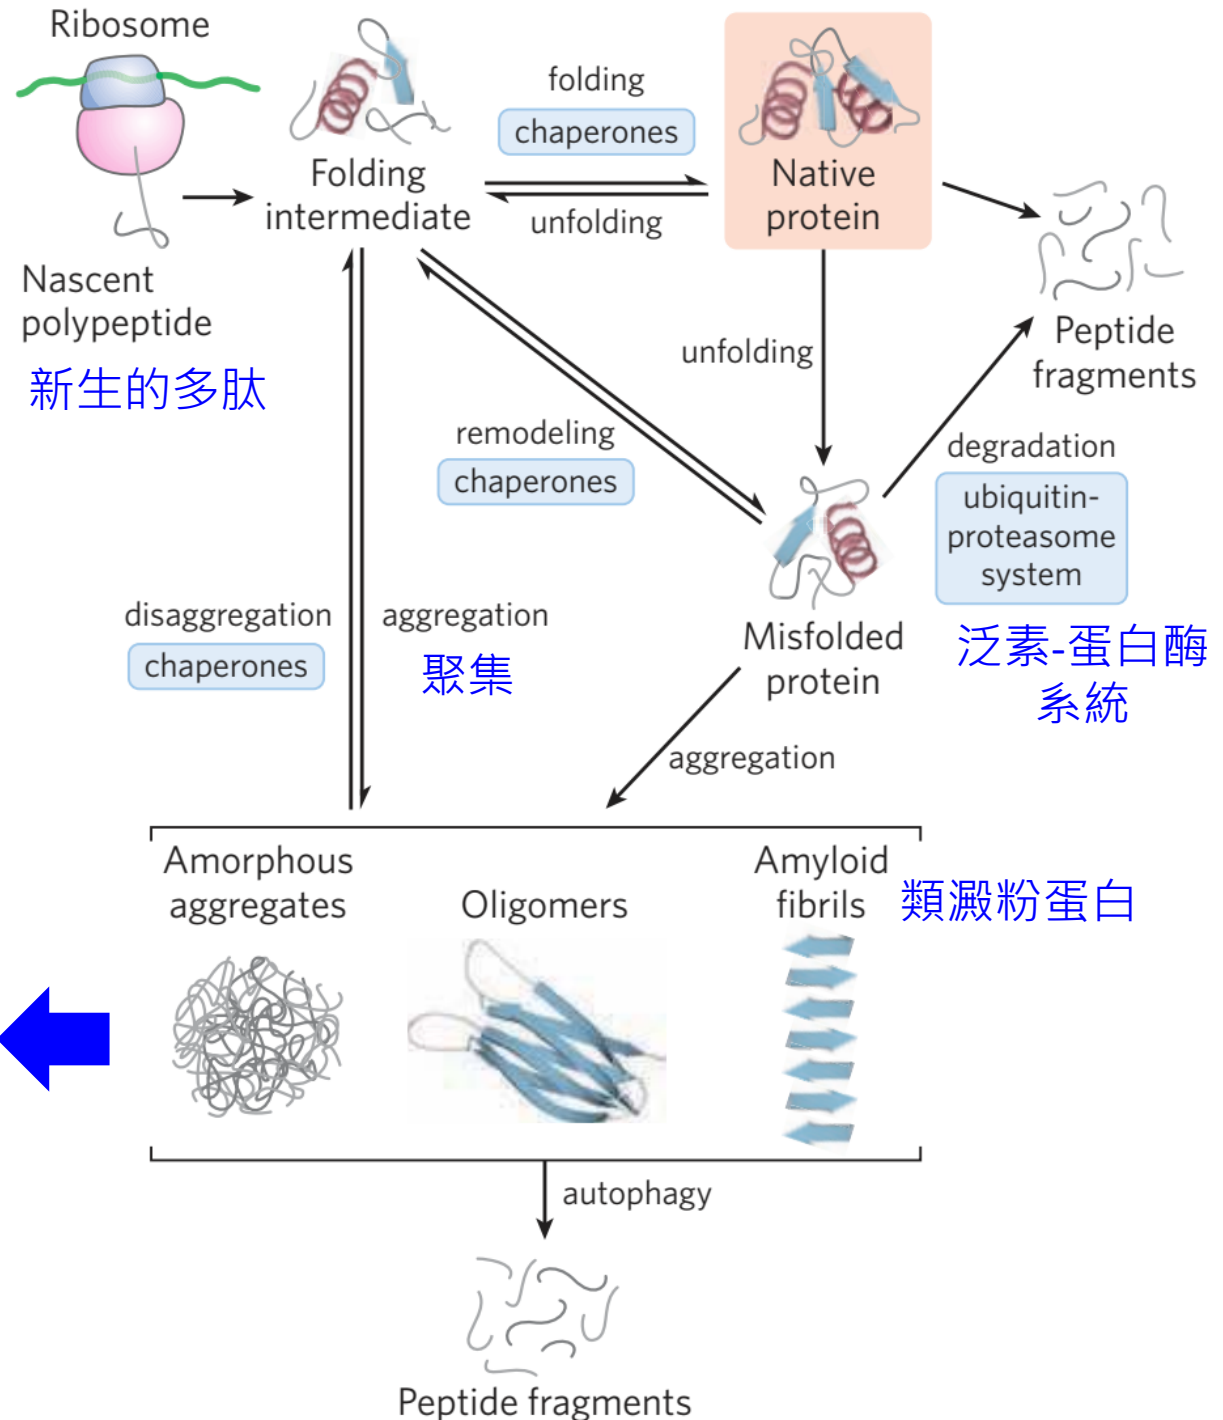 Ribosome
Nascent
polypeptide
新生的多肽
Folding
intermediate
folding
chaperones
unfolding
Native
protein
Peptide
fragments
unfolding
remodeling
chaperones
degradation
ubiquitin-
proteasome
system
泛素-蛋白酶
系統
disaggregation
chaperones
aggregation
聚集
Misfolded
protein
aggregation
Amorphous
aggregates
Oligomers
Amyloid
fibrils
類澱粉蛋白
autophagy
Peptide fragments